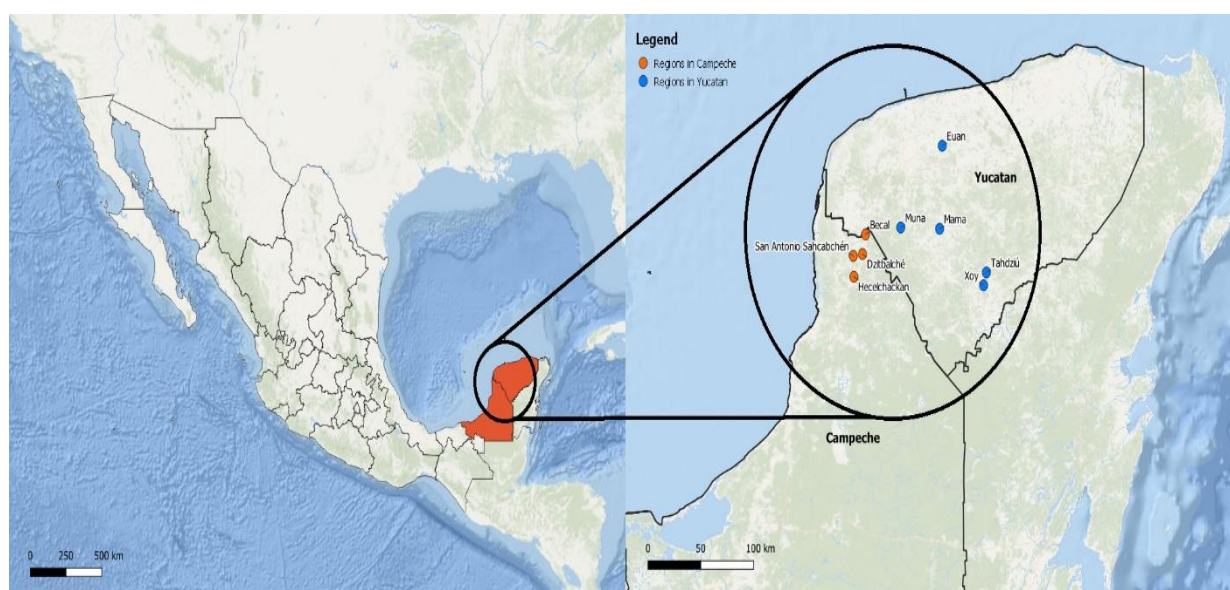 Legend
Regions in Campeche
Regions in Yucatan
Euan
Yucatan
Becal
Muna
Mama
San Antonio Sahcabchén
Dzitbalché
Hecelchackan
Tahdziú
Xoy
Campeche
0 250 500 km
0 50 100 km